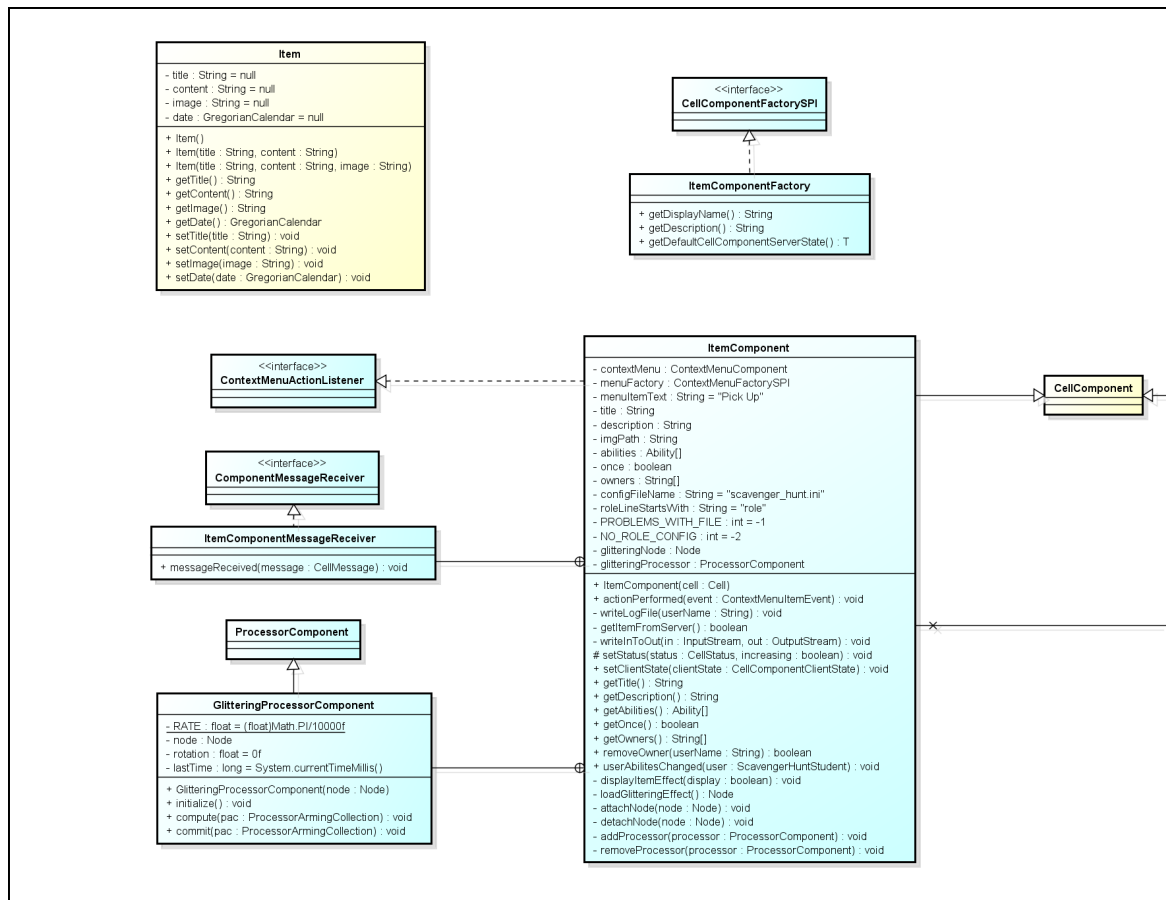 Item
- title : String = null
- content : String = null
- image : String = null
- date : GregorianCalendar = null
+ Item()
+ Item(title : String, content : String)
+ Item(title : String, content : String, image : String)
+ getTitle() : String
+ getContent() : String
+ getImage() : String
+ getDate() : GregorianCalendar
+ setTitle(title : String) : void
+ setContent(content : String) : void
+ setImage(image : String) : void
+ setDate(date : GregorianCalendar) : void
<<interface>>
CellComponentFactorySPI
ItemComponentFactory
+ getDisplayName() : String
+ getDescription() : String
+ getDefaultCellComponentServerState() : T
<<interface>>
ContextMenuActionListener
<<interface>>
ComponentMessageReceiver
ItemComponentMessageReceiver
+ messageReceived(message : CellMessage) : void
ProcessorComponent
GlitteringProcessorComponent
- RATE : float = (float)Math.PI/10000f
- node : Node
- rotation : float = 0f
- lastTime : long = System.currentTimeMillis()
+ GlitteringProcessorComponent(node : Node)
+ initialize() : void
+ compute(pac : ProcessorArmingCollection) : void
+ commit(pac : ProcessorArmingCollection) : void
ItemComponent
- contextMenu : ContextMenuComponent
- menuFactory : ContextMenuFactorySPI
- menuItemText : String = "Pick Up"
- title : String
- description : String
- imgPath : String
- abilities : Ability[]
- once : boolean
- owners : String[]
- configFileName : String = "scavenger_hunt.ini"
- roleLineStartsWith : String = "role"
- PROBLEMS_WITH_FILE : int = -1
- NO_ROLE_CONFIG : int = -2
- glitteringNode : Node
- glitteringProcessor : ProcessorComponent
+ ItemComponent(cell : Cell)
+ actionPerformed(event : ContextMenuItemEvent) : void
- writeLogFile(userName : String) : void
- getItemFromServer() : boolean
- writeInToOut(in : InputStream, out : OutputStream) : void
# setStatus(status : CellStatus, increasing : boolean) : void
+ setClientState(clientState : CellComponentClientState) : void
+ getTitle() : String
+ getDescription() : String
+ getAbilities() : Ability[]
+ getOnce() : boolean
+ getOwners() : String[]
+ removeOwner(userName : String) : boolean
+ userAbilitesChanged(user : ScavengerHuntStudent) : void
- displayItemEffect(display : boolean) : void
- loadGlitteringEffect() : Node
- attachNode(node : Node) : void
- detachNode(node : Node) : void
- addProcessor(processor : ProcessorComponent) : void
- removeProcessor(processor : ProcessorComponent) : void
CellComponent